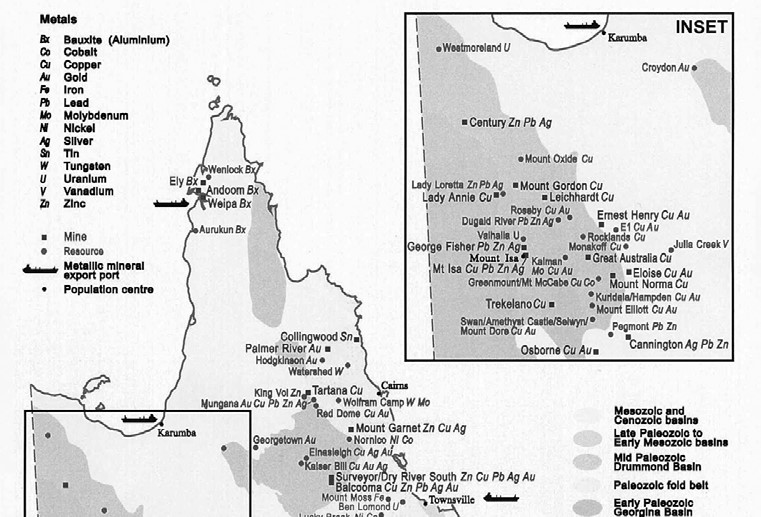 Metals
Bx Bauxite (Aluminium)
Co Cobalt
Cu Copper
Au Gold
Fe Iron
Pb Lead
Mo Molybdenum
Ni Nickel
Ag Silver
Sn Tin
W Tungsten
U Uranium
V Vanadium
Zn Zinc
Mine
Resource
Metallic mineral
export port
Population centre
Wenlock Bx
Ely Bx
Andoom Bx
Weipa Bx
Aurukun Bx
Collingwood Sn
Palmer River Au
Hodgkinson Au
Watershed W
Cairns
King Vol Zn
Tartana Cu
Mungana Au Cu Pb Zn Ag
Wolfram Camp W Mo
Red Dome Cu Au
Karumba
Mount Garnet Zn Cu Ag
Georgetown Au
Nornico Ni Co
Einasleigh Cu Ag Au
Kaiser Bill Cu Au Ag
Surveyor/Dry River South Zn Cu Pb Ag Au
Balcooma Cu Zn Pb Ag Au
Mount Moss Fe
Townsville
Ben Lomond U
Lucky Break Ni Co
INSET
Karumba
Westmoreland U
Croydon Au
Century Zn Pb Ag
Mount Oxide Cu
Lady Loretta Zn Pb Ag
Mount Gordon Cu
Lady Annie Cu
Leichhardt Cu
Roseby Cu Au
Ernest Henry Cu Au
Dugald River Pb Zn Ag
E1 Cu Au
Valhalla U
Rocklands Cu
George Fisher Pb Zn Ag
Monakoff Cu
Julia Creek V
Mount Isa
Kalman
Great Australia Cu
Mt Isa Cu Pb Zn Ag
Mo Cu Au
Eloise Cu Au
Greenmount/Mt McCabe Cu Co
Mount Norma Cu
Kuridala/Hampden Cu Au
Trekelano Cu
Mount Elliott Cu Au
Swan/Amethyst Castle/Selwyn/
Mount Dore Cu Au
Pegmont Pb Zn
Cannington Ag Pb Zn
Osborne Cu Au
Mesozoic and
Cenozoic basins
Late Paleozoic to
Early Mesozoic basins
Mid Paleozoic
Drummond Basin
Paleozoic fold belt
Early Paleozoic
Georgina Basin